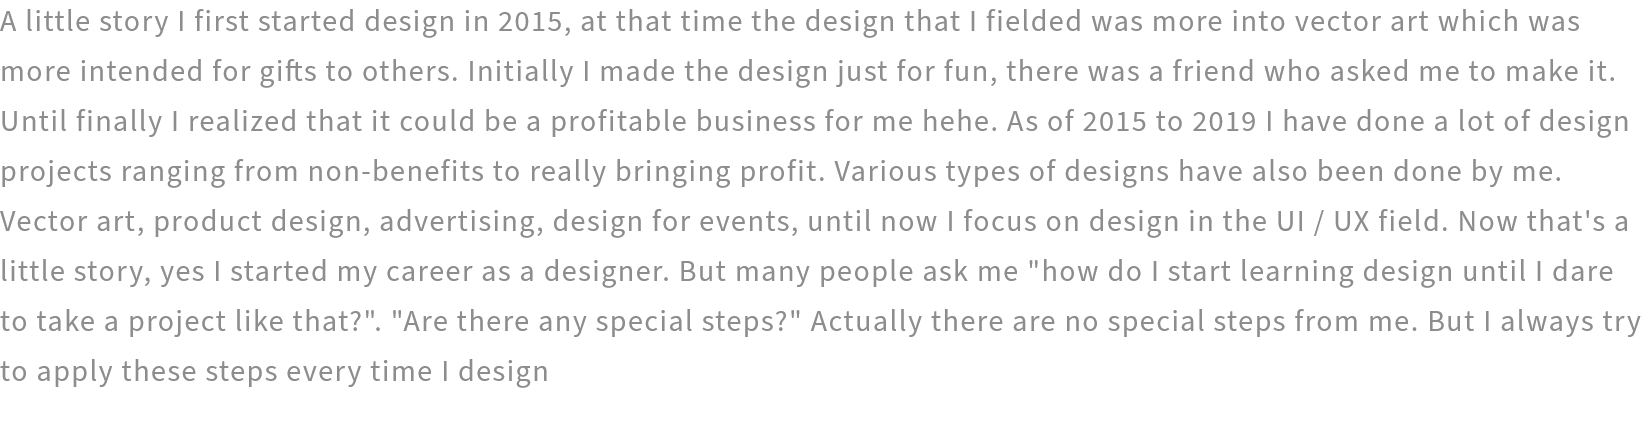 A little story I first started design in 2015, at that time the design that I fielded was more into vector art which was
more intended for gifts to others. Initially I made the design just for fun, there was a friend who asked me to make it.
Until finally I realized that it could be a profitable business for me hehe. As of 2015 to 2019 I have done a lot of design
projects ranging from non-benefits to really bringing profit. Various types of designs have also been done by me.
Vector art, product design, advertising, design for events, until now I focus on design in the UI / UX field. Now that's a
little story, yes I started my career as a designer. But many people ask me "how do I start learning design until I dare
to take a project like that?". "Are there any special steps?" Actually there are no special steps from me. But I always try
to apply these steps every time I design